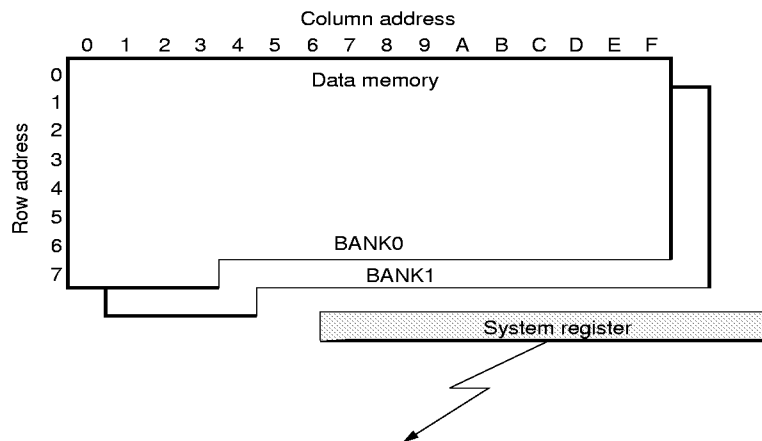 Column address
0 1 2 3 4 5 6 7 8 9 A B C D E F
Data memory
Row address
0
1
2
3
4
5
6
7
BANK0
BANK1
System register